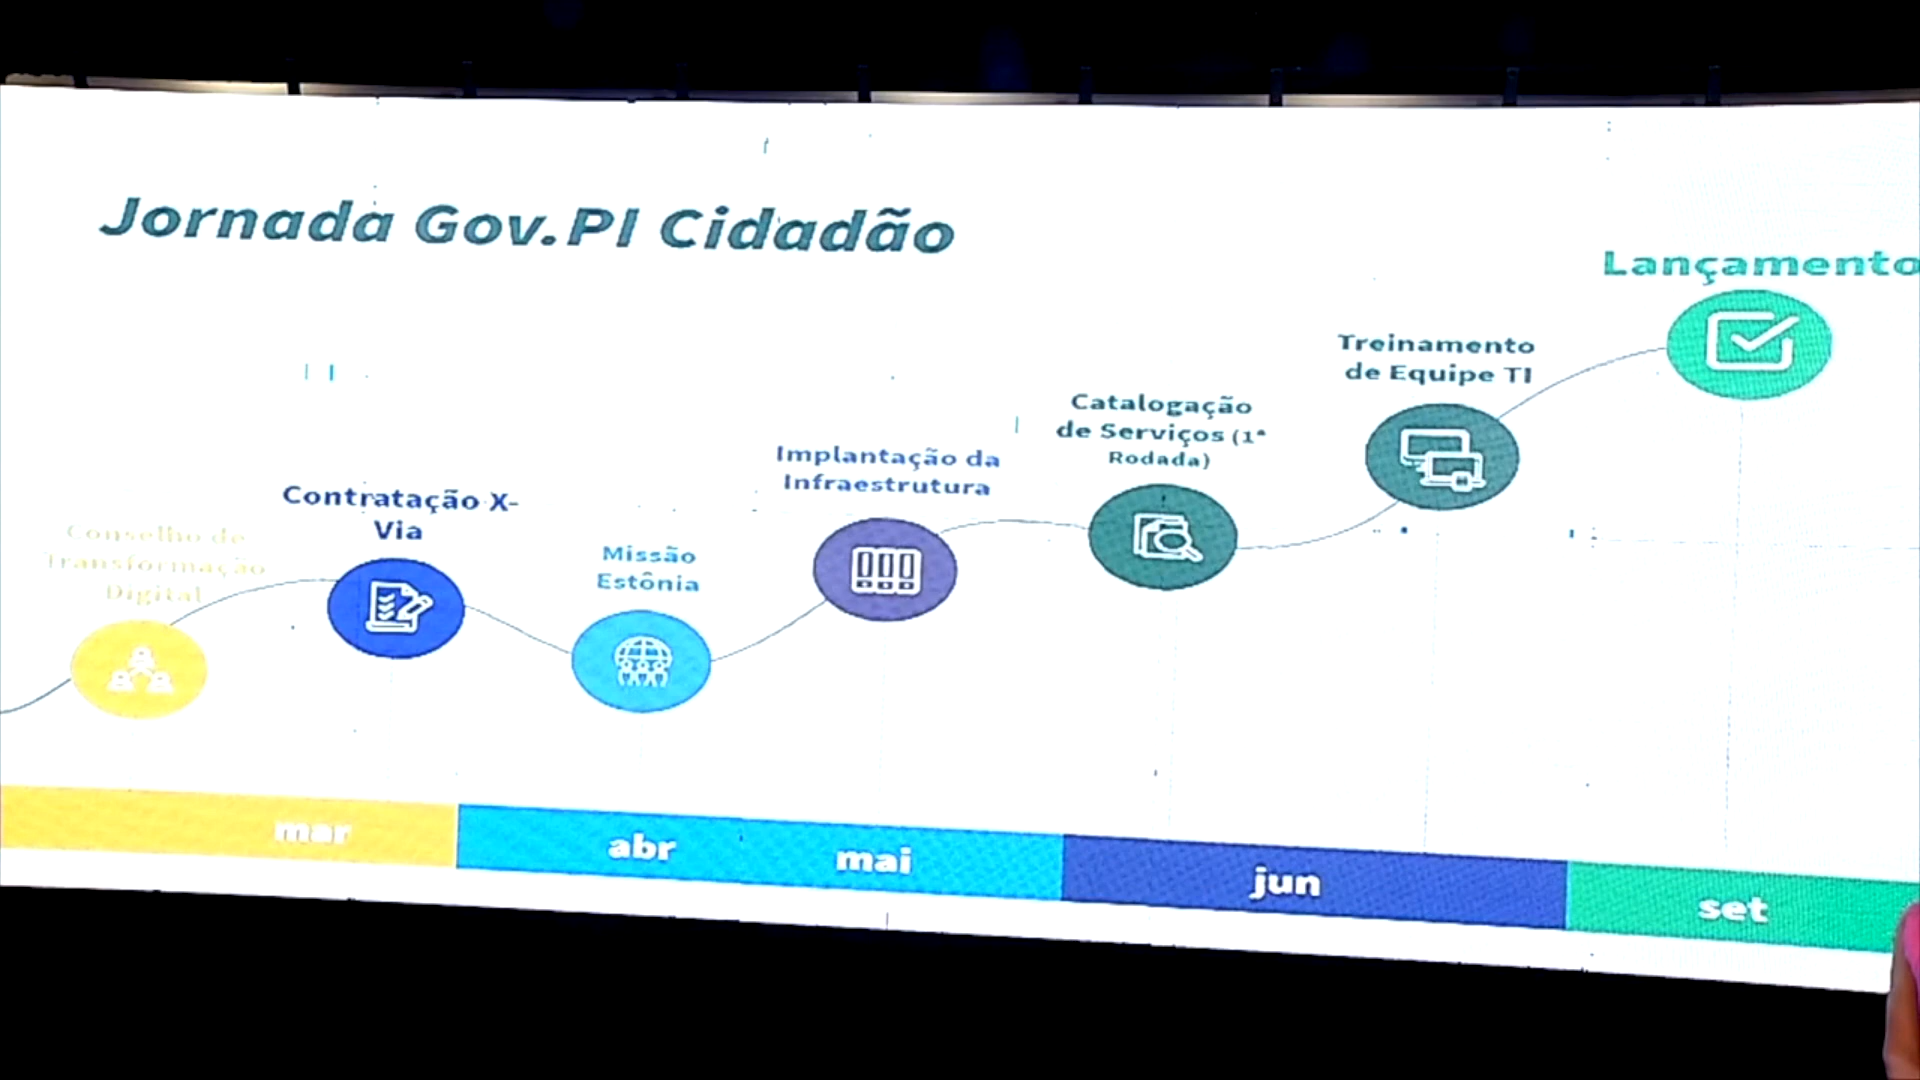 Jornada Gov.PI Cidadão
Conselho de
Transformação
Digital
Contratação X-
Via
Missão
Estônia
Implantação da
Infraestrutura
Catalogação
de Serviços (1ª
Rodada)
Treinamento
de Equipe TI
Lançamento
mar
abr
mai
jun
set